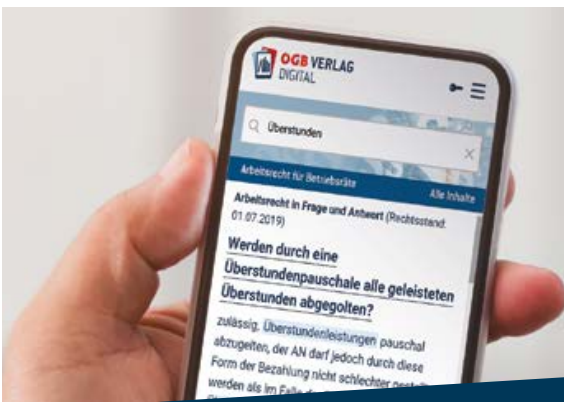 OGB VERLAG
DIGITAL
Überstunden
Arbeitsrecht für Betriebsräte Alle Inhalte
Arbeitsrecht in Frage und Antwort (Rechtsstand:
01.07.2019)
Werden durch eine
Überstundenpauschale alle geleisteten
Überstunden abgegolten?
zulässig, Überstundenleistungen pauschal
abzugelten, der AN darf jedoch durch diese
Form der Bezahlung nicht schlechter
werden als im Falle